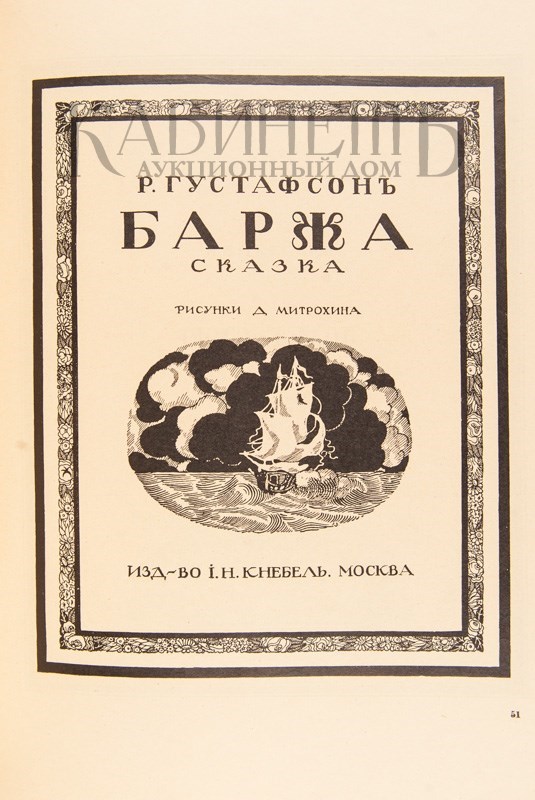 КАБИНЕТЪ
АУКЦИОННЫЙ ДОМ
Р. ГУСТАФСОНЪ
БАРЖА
СКАЗКА
РИСУНКИ Д МИТРОХИНА
ИЗД-ВО І.Н. КНЕБЕЛЬ. МОСКВА
51